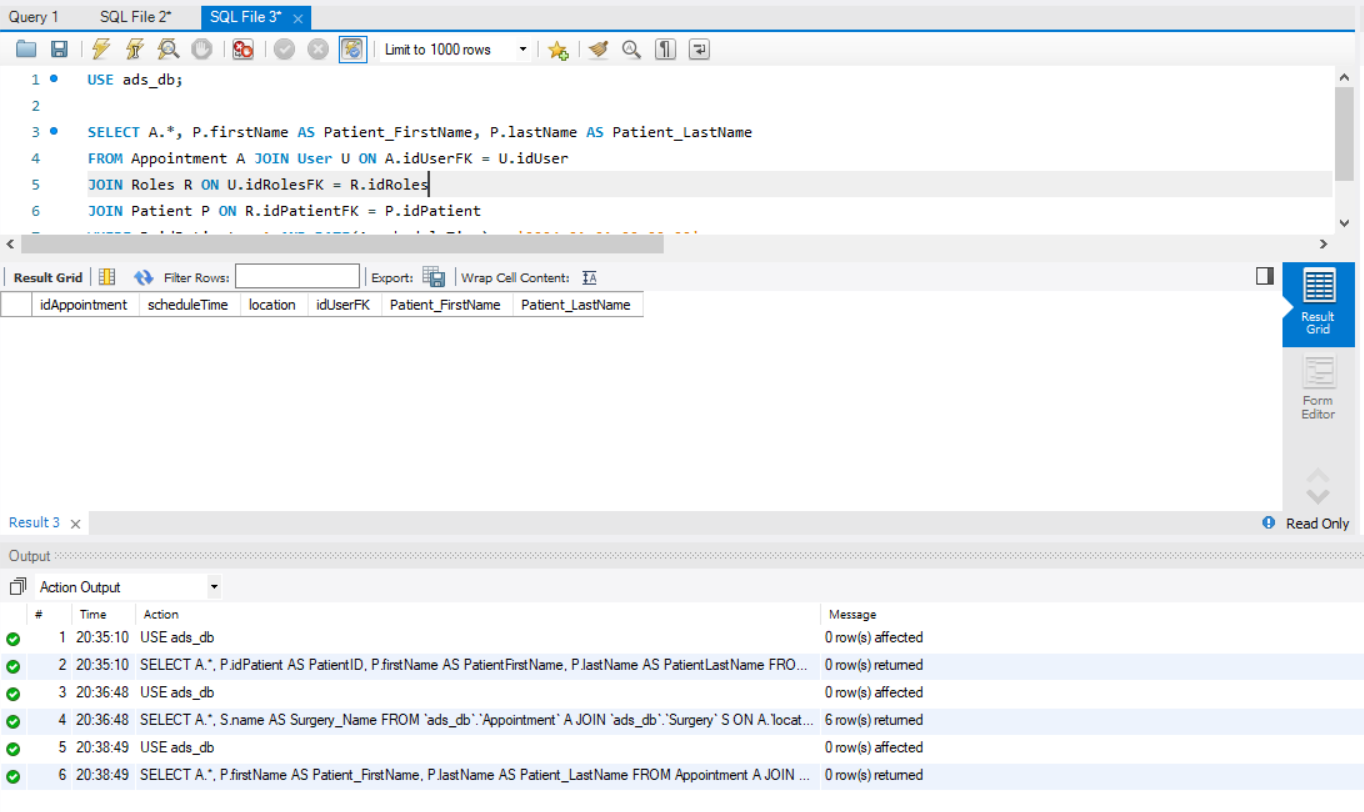 Query 1 SQL File 2* SQL File 3*
Limit to 1000 rows
1 USE ads_db;
2
3 SELECT A.*, P.firstName AS Patient_FirstName, P.lastName AS Patient_LastName
4 FROM Appointment A JOIN User U ON A.idUserFK = U.idUser
5 JOIN Roles R ON U.idRolesFK = R.idRoles
6 JOIN Patient P ON R.idPatientFK = P.idPatient
Result Grid Filter Rows: Export: Wrap Cell Content: IA
idAppointment scheduleTime location idUserFK Patient_FirstName Patient_LastName
Result
Grid
Form
Editor
Result 3 Read Only
Output
Action Output
# Time Action Message
1 20:35:10 USE ads_db 0 row(s) affected
2 20:35:10 SELECT A.*, P.idPatient AS PatientID, P.firstName AS PatientFirstName, P.lastName AS PatientLastName FRO... 0 row(s) returned
3 20:36:48 USE ads_db 0 row(s) affected
4 20:36:48 SELECT A.*, S.name AS Surgery_Name FROM `ads_db`.`Appointment` A JOIN `ads_db`.`Surgery` S ON A.`locat... 6 row(s) returned
5 20:38:49 USE ads_db 0 row(s) affected
6 20:38:49 SELECT A.*, P.firstName AS Patient_FirstName, P.lastName AS Patient_LastName FROM Appointment A JOIN ... 0 row(s) returned